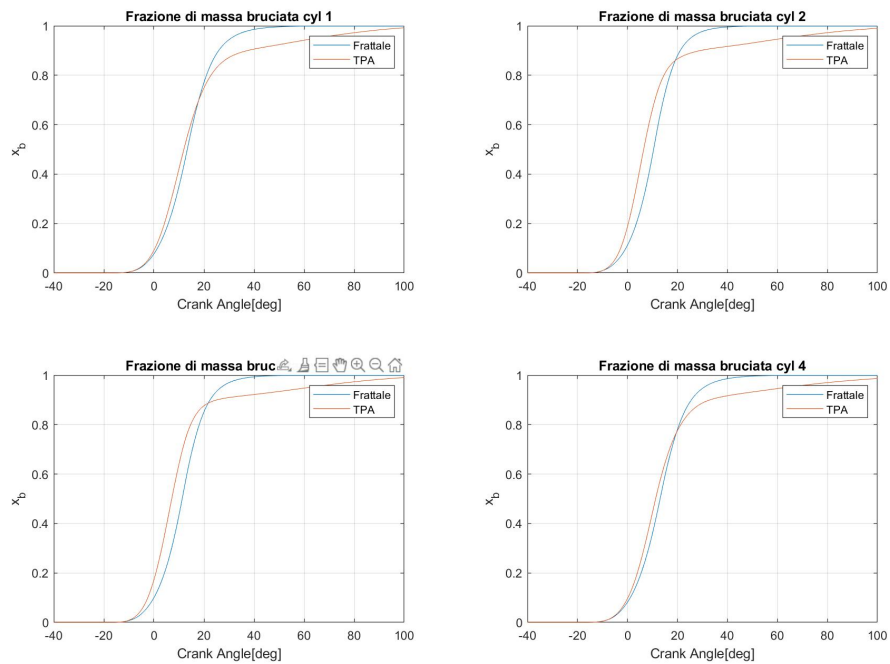 Frazione di massa bruciata cyl 1
1
0.8
0.6
0.4
0.2
0
x_b
-40 -20 0 20 40 60 80 100
Crank Angle[deg]
Frattale
TPA
Frazione di massa bruciata cyl 2
1
0.8
0.6
0.4
0.2
0
x_b
-40 -20 0 20 40 60 80 100
Crank Angle[deg]
Frattale
TPA
Frazione di massa bruc
1
0.8
0.6
0.4
0.2
0
x_b
-40 -20 0 20 40 60 80 100
Crank Angle[deg]
Frattale
TPA
Frazione di massa bruciata cyl 4
1
0.8
0.6
0.4
0.2
0
x_b
-40 -20 0 20 40 60 80 100
Crank Angle[deg]
Frattale
TPA